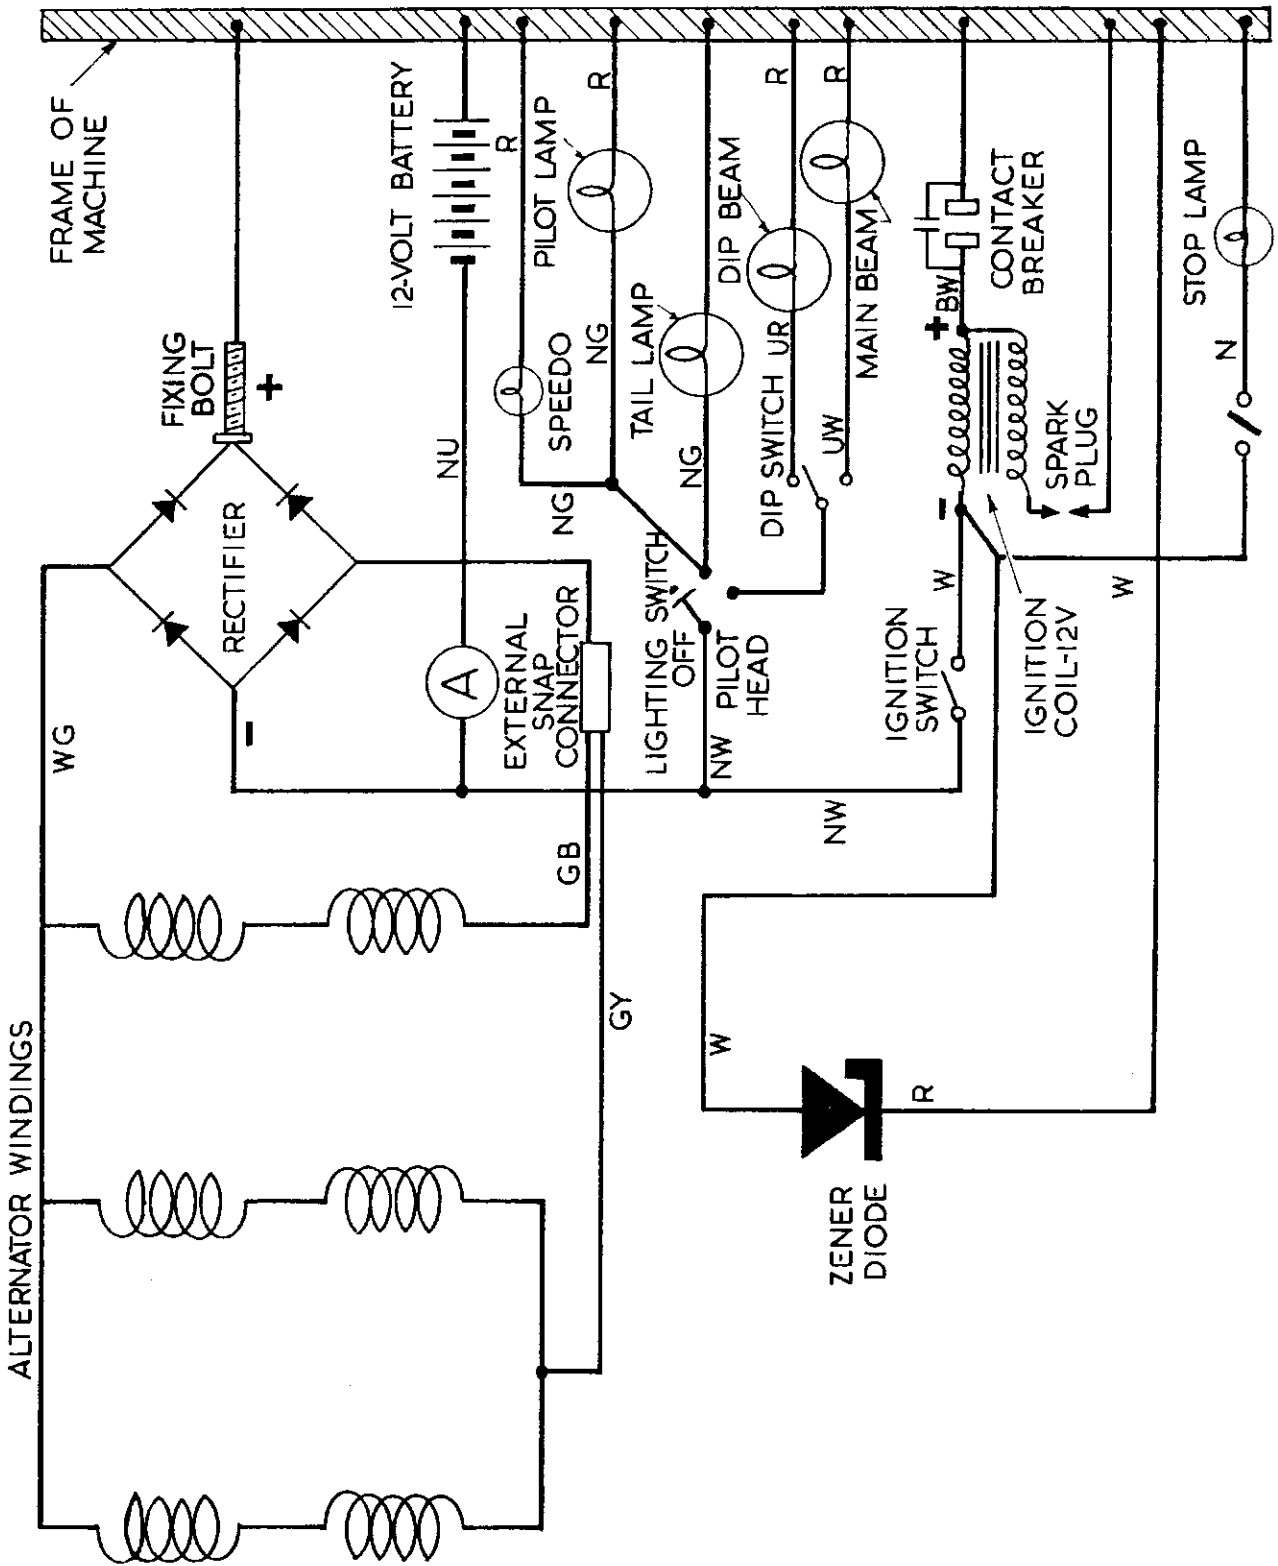 FRAME OF
MACHINE
FIXING
BOLT
+
RECTIFIER
−
WG
ALTERNATOR WINDINGS
12-VOLT BATTERY
NU
A
R
PILOT LAMP
R
SPEEDO
NG
NG
EXTERNAL
SNAP
CONNECTOR
GB
GY
TAIL LAMP
NG
LIGHTING SWITCH
OFF
PILOT
HEAD
NW
DIP BEAM
R
DIP SWITCH
UR
R
MAIN BEAM
UW
NW
CONTACT
BREAKER
BW
+
−
W
SPARK
PLUG
IGNITION
SWITCH
IGNITION
COIL-12V
STOP LAMP
N
W
W
R
ZENER
DIODE